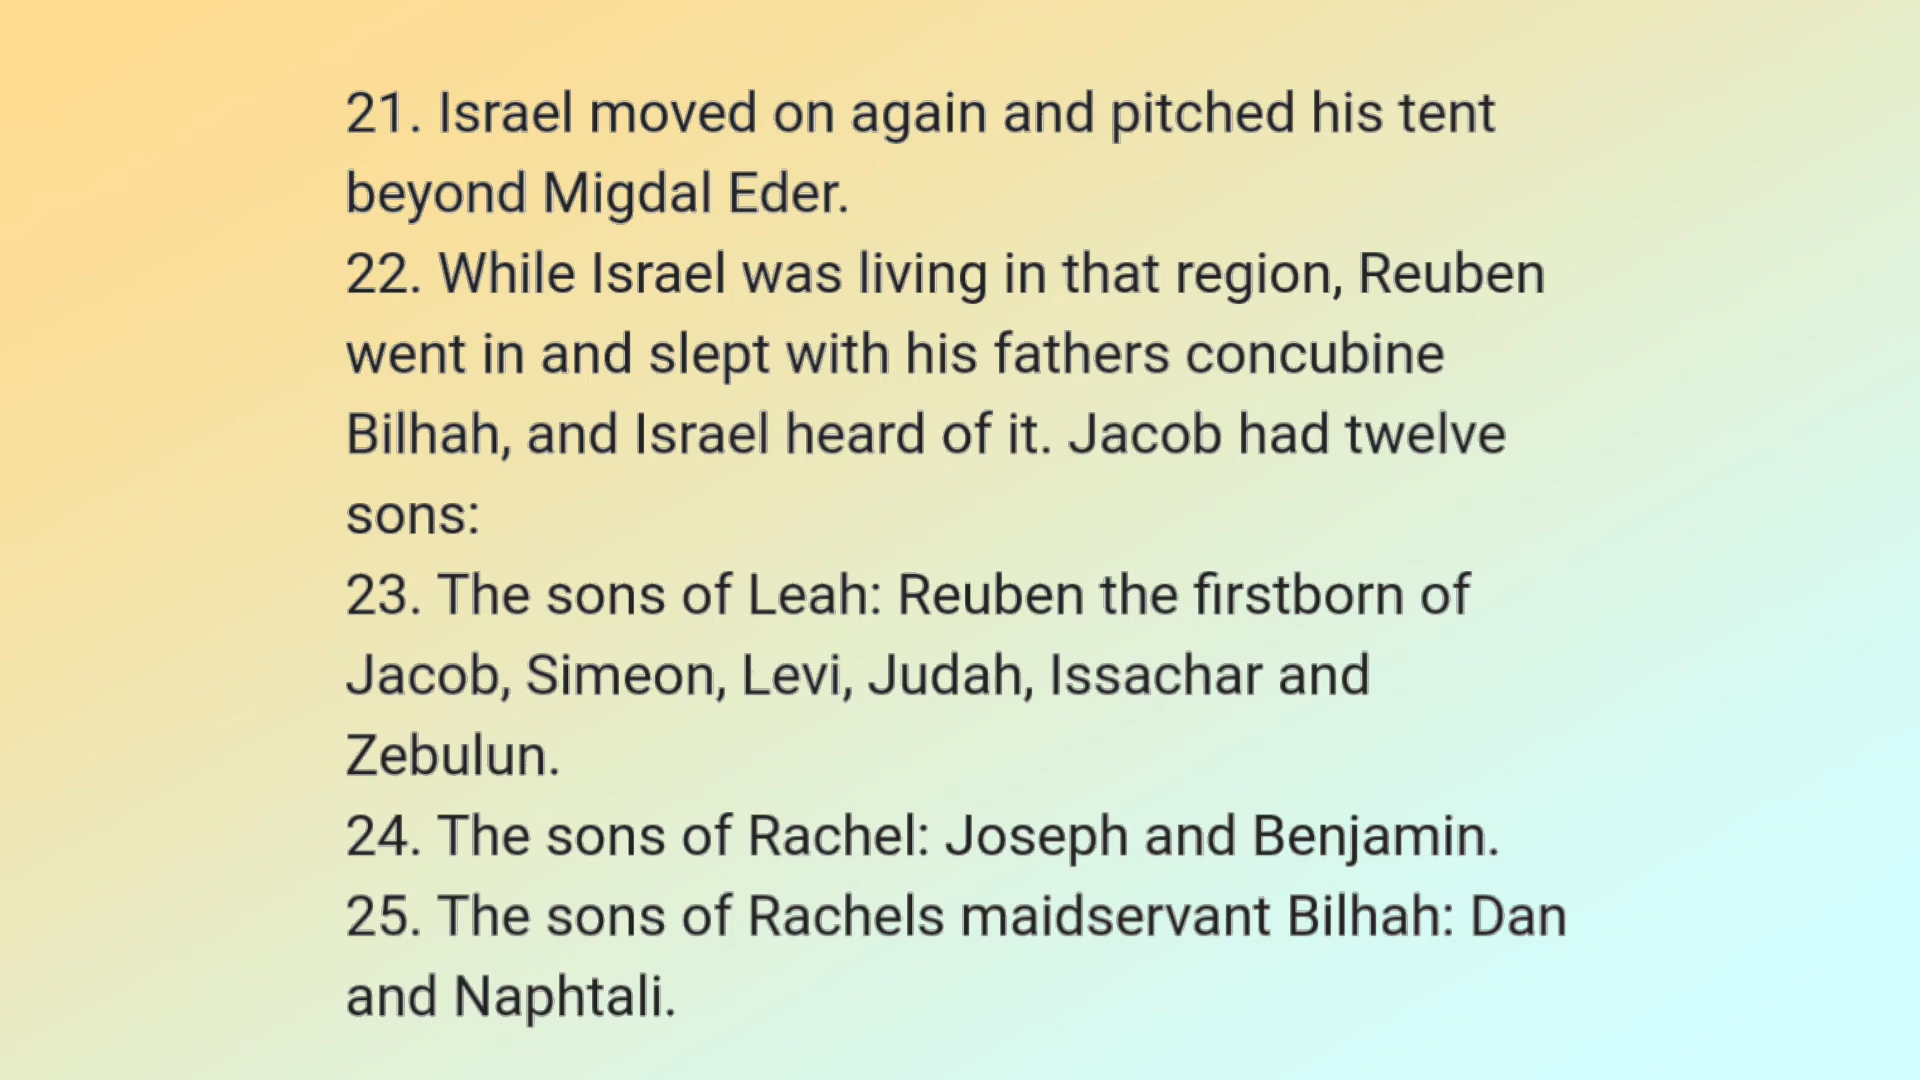 21. Israel moved on again and pitched his tent
beyond Migdal Eder.
22. While Israel was living in that region, Reuben
went in and slept with his fathers concubine
Bilhah, and Israel heard of it. Jacob had twelve
sons:
23. The sons of Leah: Reuben the firstborn of
Jacob, Simeon, Levi, Judah, Issachar and
Zebulun.
24. The sons of Rachel: Joseph and Benjamin.
25. The sons of Rachels maidservant Bilhah: Dan
and Naphtali.